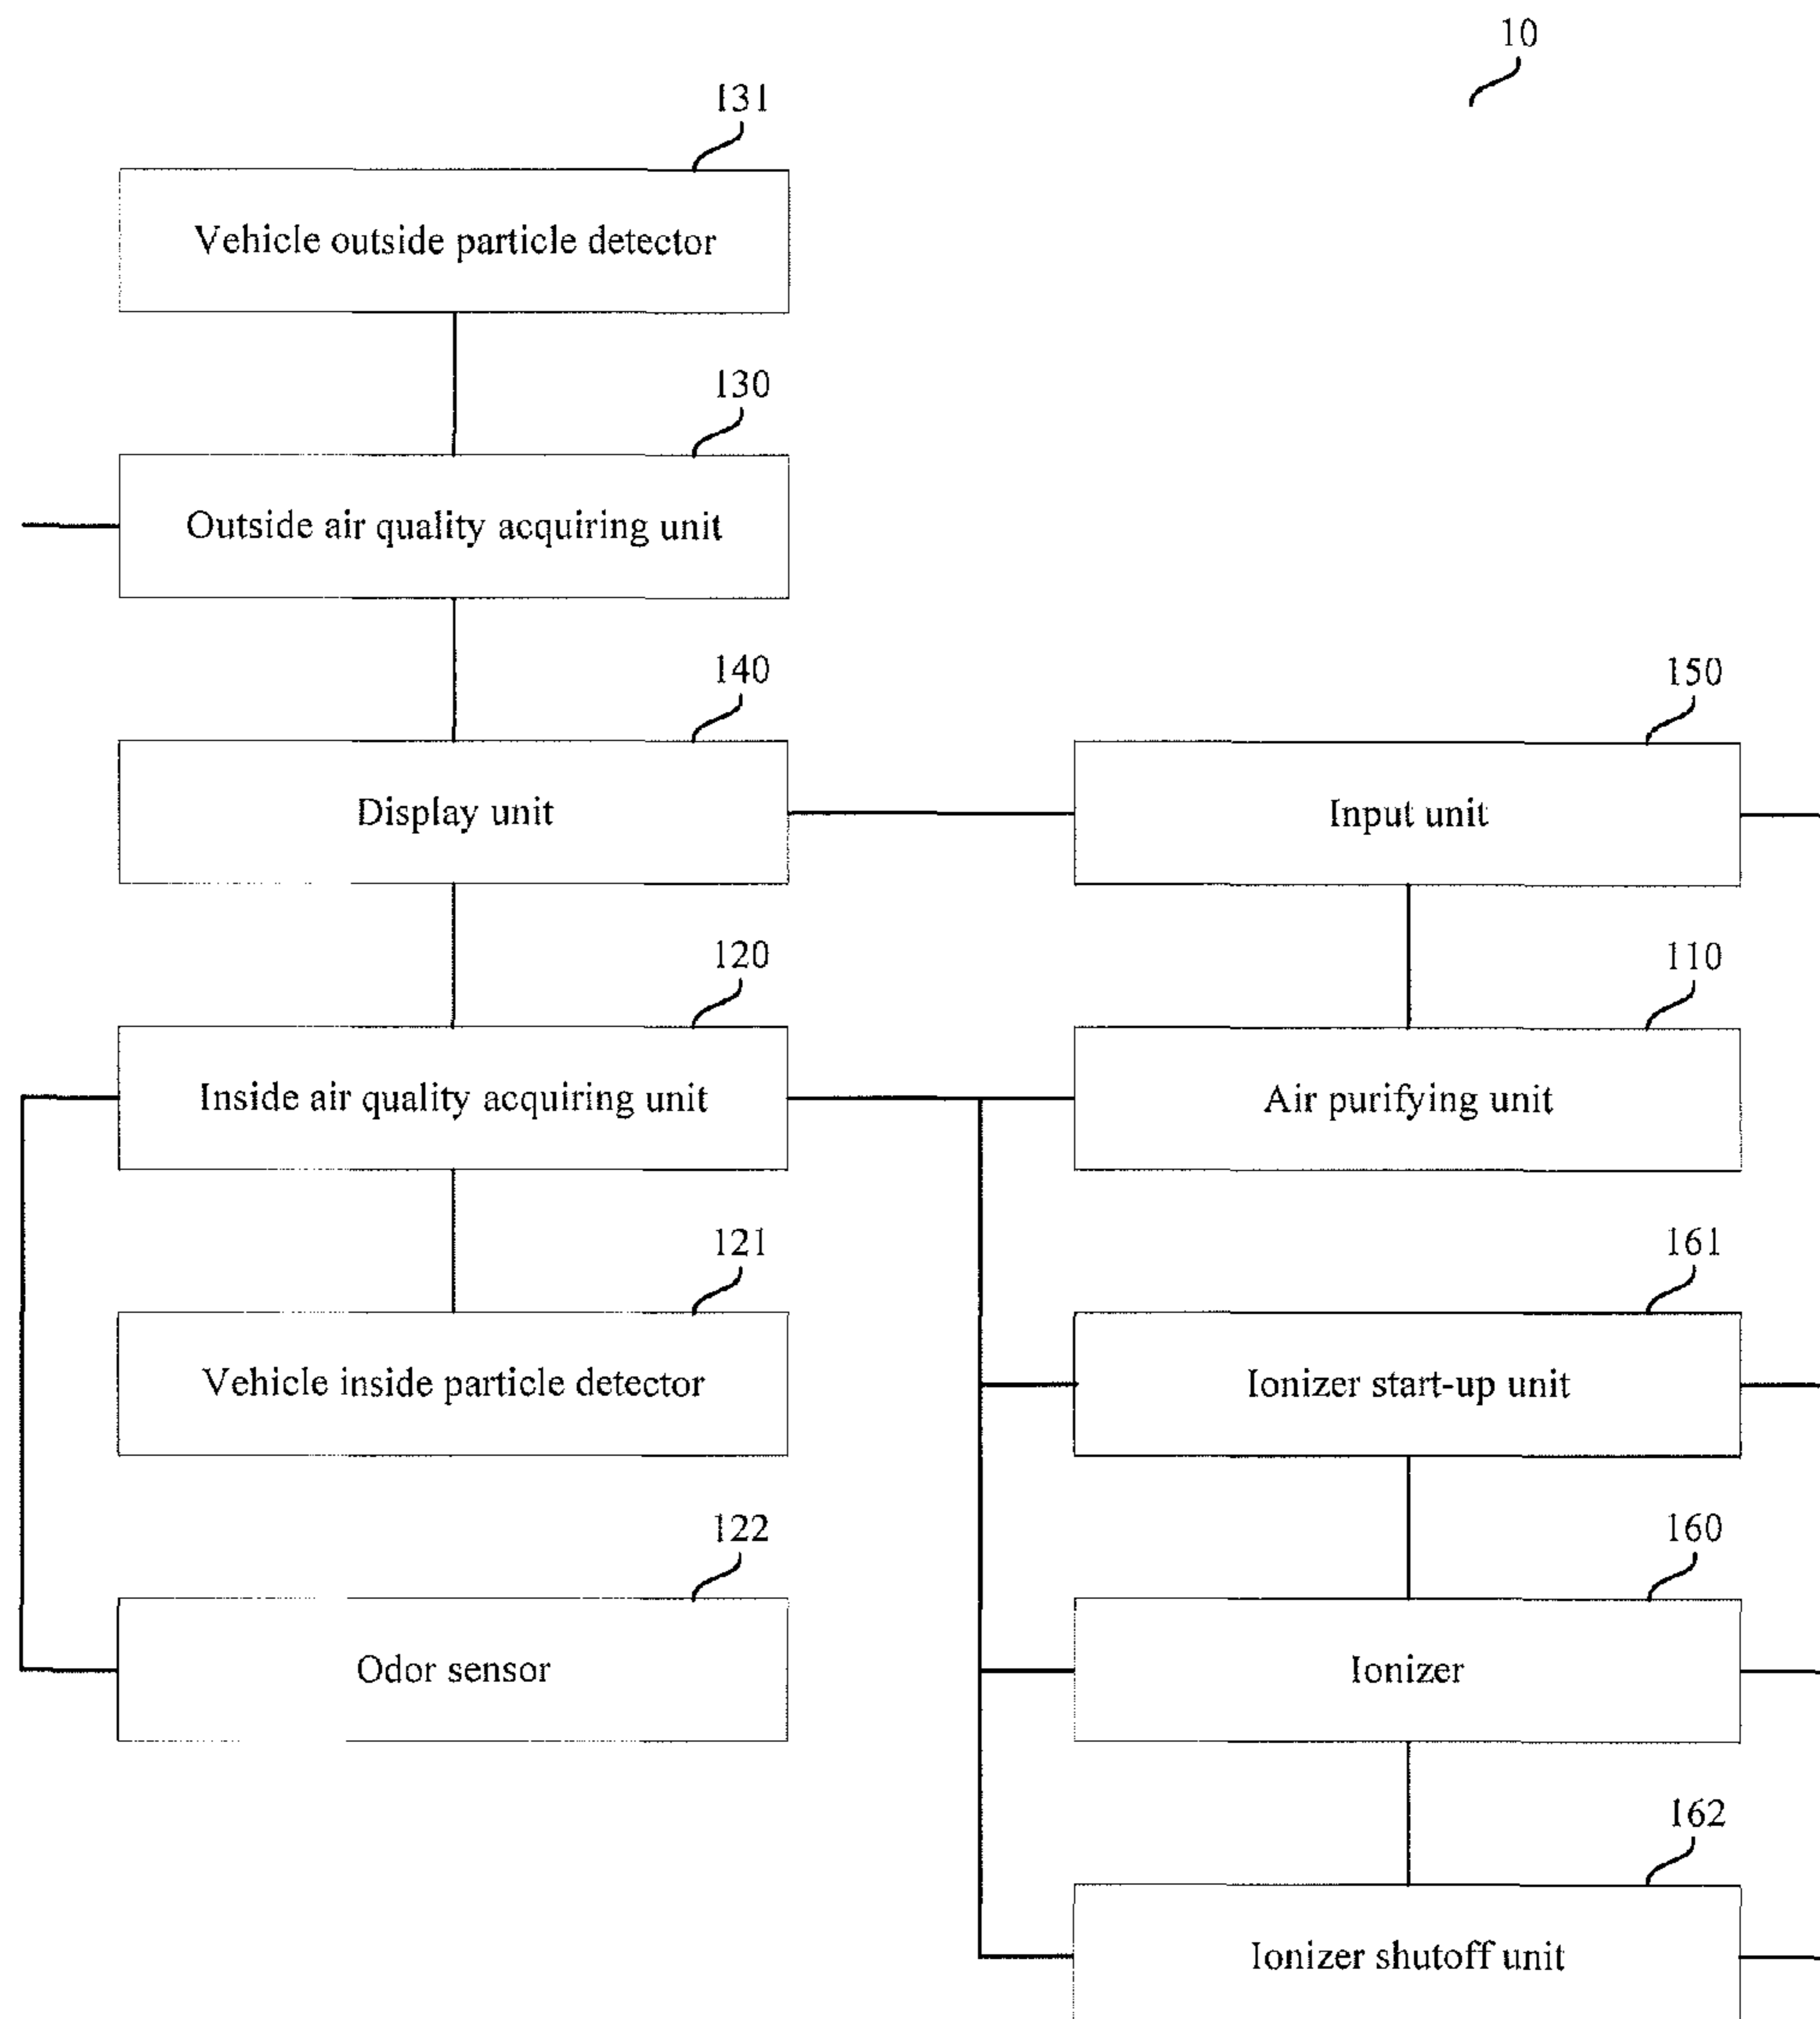 10
131
Vehicle outside particle detector
130
Outside air quality acquiring unit
140
150
Display unit
Input unit
120
110
Inside air quality acquiring unit
Air purifying unit
121
161
Vehicle inside particle detector
Ionizer start-up unit
122
160
Odor sensor
Ionizer
162
Ionizer shutoff unit